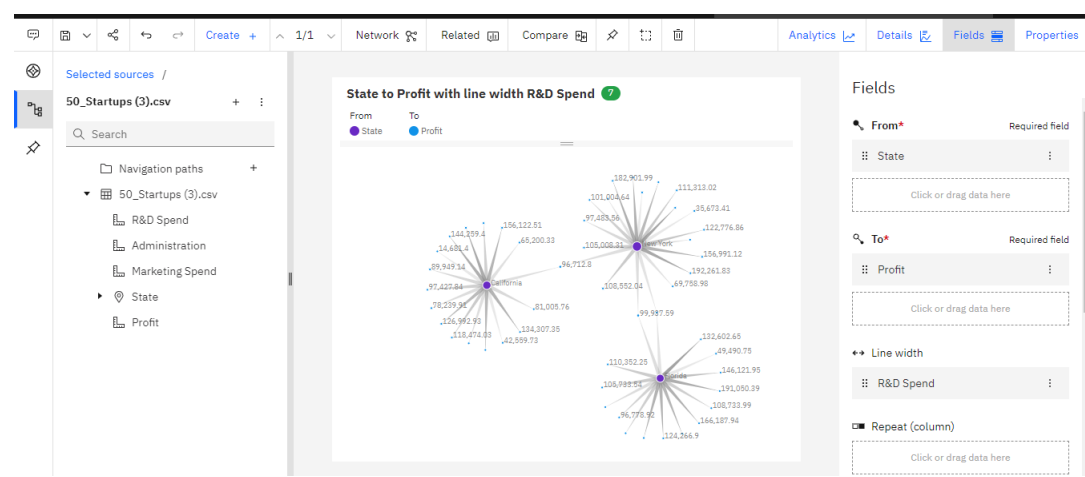 Create +
1/1
Network
Related
Compare
Analytics
Details
Fields
Properties
Selected sources /
50_Startups (3).csv
Search
Navigation paths
50_Startups (3).csv
R&D Spend
Administration
Marketing Spend
State
Profit
State to Profit with line width R&D Spend 7
From To
State Profit
182,901.99
111,313.02
101,004.64
35,673.41
97,483.56
122,776.86
105,008.31
New York
156,991.12
96,712.8
192,261.83
108,552.04
69,758.98
156,122.51
144,259.4
65,200.33
14,681.4
89,949.14
California
97,427.84
78,239.91
81,005.76
126,992.93
134,307.35
118,474.03
42,559.73
99,937.59
132,602.65
49,490.75
110,352.25
146,121.95
Florida
105,733.54
191,050.39
108,733.99
96,778.92
166,187.94
124,266.9
Fields
From* Required field
State
Click or drag data here
To* Required field
Profit
Click or drag data here
Line width
R&D Spend
Repeat (column)
Click or drag data here